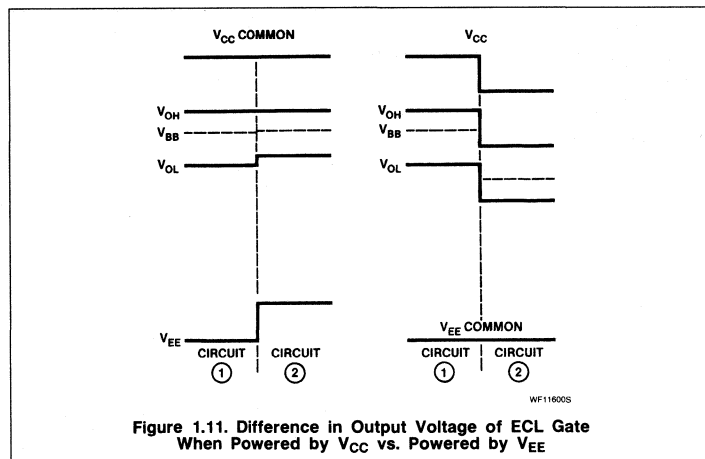 VCC COMMON
VCC
VOH
VBB
VOL
VEE
CIRCUIT 1
CIRCUIT 2
VOH
VBB
VOL
VEE COMMON
CIRCUIT 1
CIRCUIT 2
WF11600S
Figure 1.11. Difference in Output Voltage of ECL Gate
When Powered by VCC vs. Powered by VEE